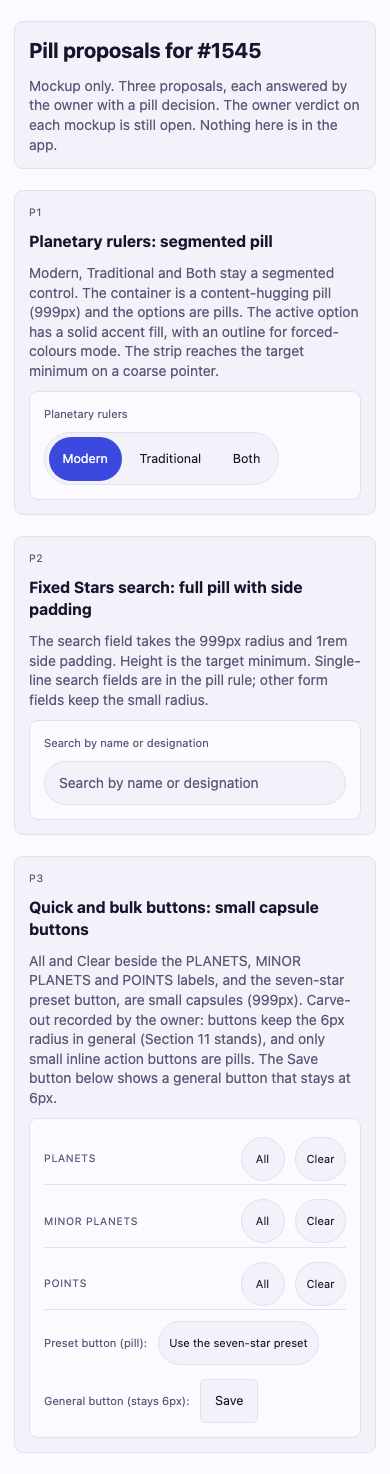 Pill proposals for #1545
Mockup only. Three proposals, each answered by
the owner with a pill decision. The owner verdict on
each mockup is still open. Nothing here is in the
app.
P1
Planetary rulers: segmented pill
Modern, Traditional and Both stay a segmented
control. The container is a content-hugging pill
(999px) and the options are pills. The active option
has a solid accent fill, with an outline for forced-
colours mode. The strip reaches the target
minimum on a coarse pointer.
Planetary rulers
Modern Traditional Both
P2
Fixed Stars search: full pill with side
padding
The search field takes the 999px radius and 1rem
side padding. Height is the target minimum. Single-
line search fields are in the pill rule; other form
fields keep the small radius.
Search by name or designation
Search by name or designation
P3
Quick and bulk buttons: small capsule
buttons
All and Clear beside the PLANETS, MINOR
PLANETS and POINTS labels, and the seven-star
preset button, are small capsules (999px). Carve-
out recorded by the owner: buttons keep the 6px
radius in general (Section 11 stands), and only
small inline action buttons are pills. The Save
button below shows a general button that stays at
6px.
PLANETS All Clear
MINOR PLANETS All Clear
POINTS All Clear
Preset button (pill): Use the seven-star preset
General button (stays 6px): Save